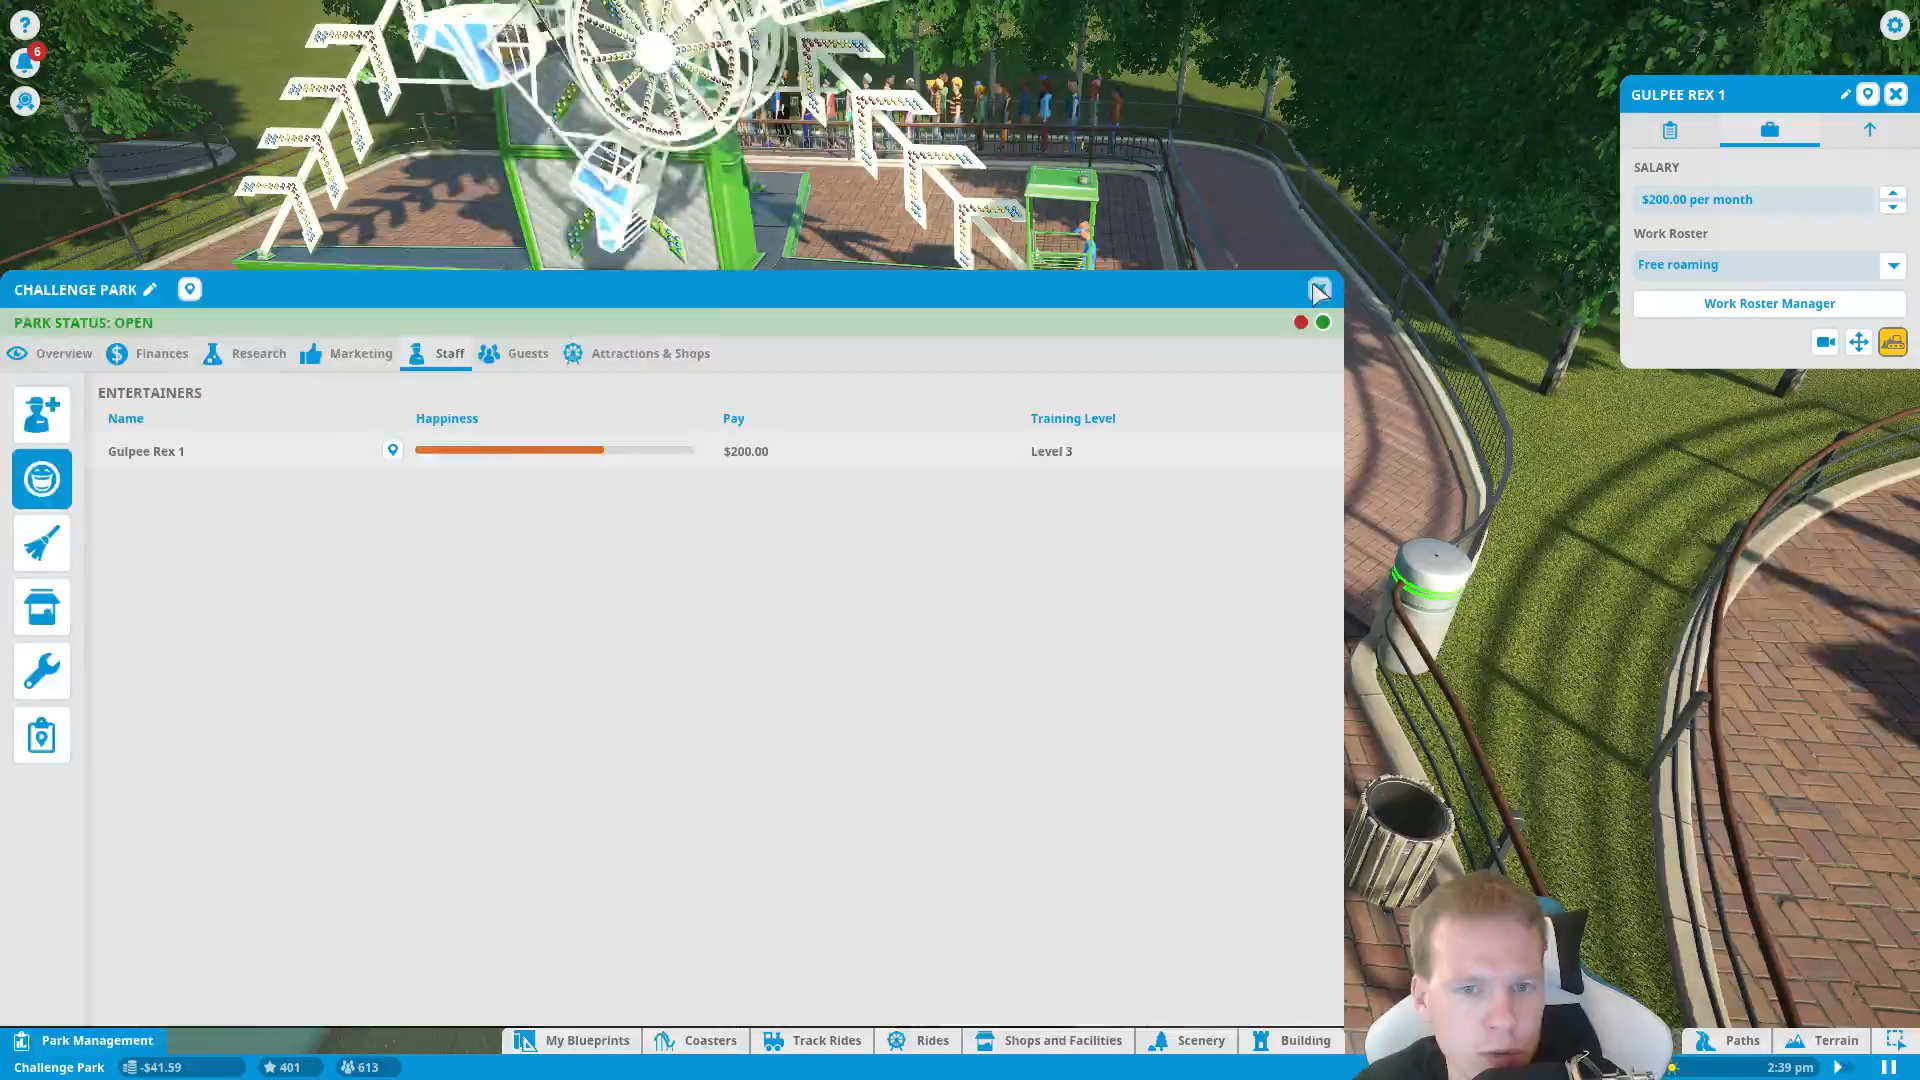 ?
6
GULPEE REX 1
SALARY
$200.00 per month
Work Roster
Free roaming
Work Roster Manager
CHALLENGE PARK
PARK STATUS: OPEN
Overview
Finances
Research
Marketing
Staff
Guests
Attractions & Shops
ENTERTAINERS
Name
Happiness
Pay
Training Level
Gulpee Rex 1
$200.00
Level 3
Park Management
My Blueprints
Coasters
Track Rides
Rides
Shops and Facilities
Scenery
Building
Paths
Terrain
Challenge Park
-$41.59
401
613
2:39 pm